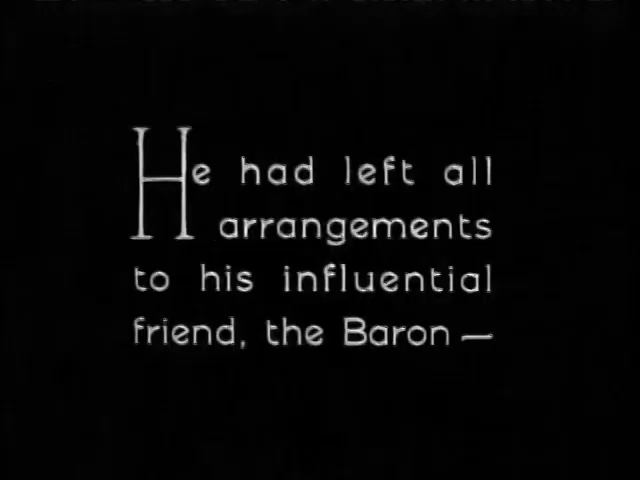 He had left all
arrangements
to his influential
friend, the Baron —